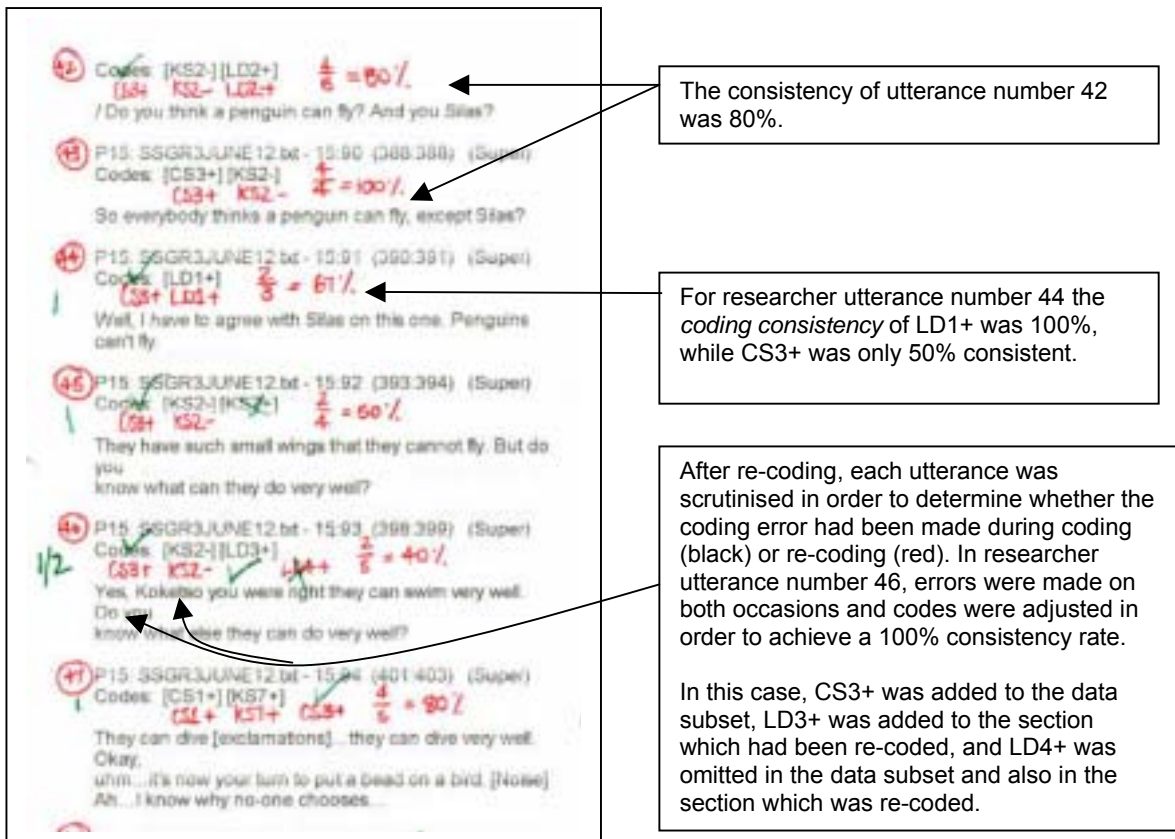 42 Codes: [KS2-] [LD2+] 4/5 = 80%
CS3+ KS2- LD2+
/ Do you think a penguin can fly? And you Silas?
43 P15: SSGR3JUNE12.txt - 15:90 (388:388) (Super)
Codes: [CS3+] [KS2-] 4/4 = 100%
CS3+ KS2-
So everybody thinks a penguin can fly, except Silas?
44 P15: SSGR3JUNE12.txt - 15:91 (390:391) (Super)
1 Codes: [LD1+] 2/3 = 67%
CS3+ LD1+
Well, I have to agree with Silas on this one. Penguins
can't fly.
45 P15: SSGR3JUNE12.txt - 15:92 (393:394) (Super)
1 Codes: [KS2-] 2/4 = 50%
CS3+ KS2-
They have such small wings that they cannot fly. But do
you
know what can they do very well?
46 P15: SSGR3JUNE12.txt - 15:93 (398:399) (Super)
1/2 Codes: [KS2-] [LD3+] 2/5 = 40%
CS3+ KS2- LD4+
Yes, Koketso you were right they can swim very well.
Do you
know what else they can do very well?
47 P15: SSGR3JUNE12.txt - 15:94 (401:403) (Super)
1 Codes: [CS1+] [KS7+] 4/5 = 80%
CS1+ KS7+ CS3+
They can dive [exclamations]... they can dive very well.
Okay,
uhm....it's now your turn to put a bead on a bird. [Noise]
Ah... I know why no-one chooses...
The consistency of utterance number 42
was 80%.
For researcher utterance number 44 the
coding consistency of LD1+ was 100%,
while CS3+ was only 50% consistent.
After re-coding, each utterance was
scrutinised in order to determine whether the
coding error had been made during coding
(black) or re-coding (red). In researcher
utterance number 46, errors were made on
both occasions and codes were adjusted in
order to achieve a 100% consistency rate.
In this case, CS3+ was added to the data
subset, LD3+ was added to the section
which had been re-coded, and LD4+ was
omitted in the data subset and also in the
section which was re-coded.